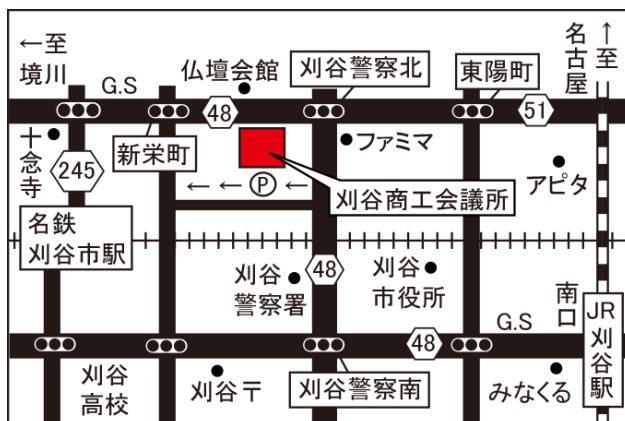 ←至
境川
G.S
仏壇会館
刈谷警察北
東陽町
名古屋
↑至
48
51
十念寺
新栄町
ファミマ
245
← ← Ⓟ ←
刈谷商工会議所
アピタ
名鉄
刈谷市駅
刈谷
警察署
48
刈谷
市役所
南口
JR刈谷駅
G.S
48
刈谷
高校
刈谷〒
刈谷警察南
みなくる